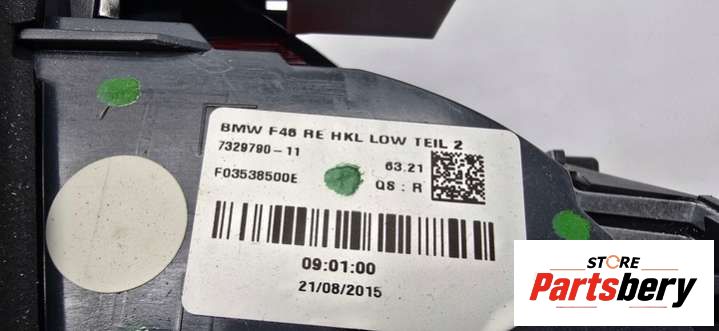 BMW F46 RE HKL LOW TEIL 2
7329790-11
63.21
F03538500E
QS : R
09:01:00
21/08/2015
STORE
Partsbery